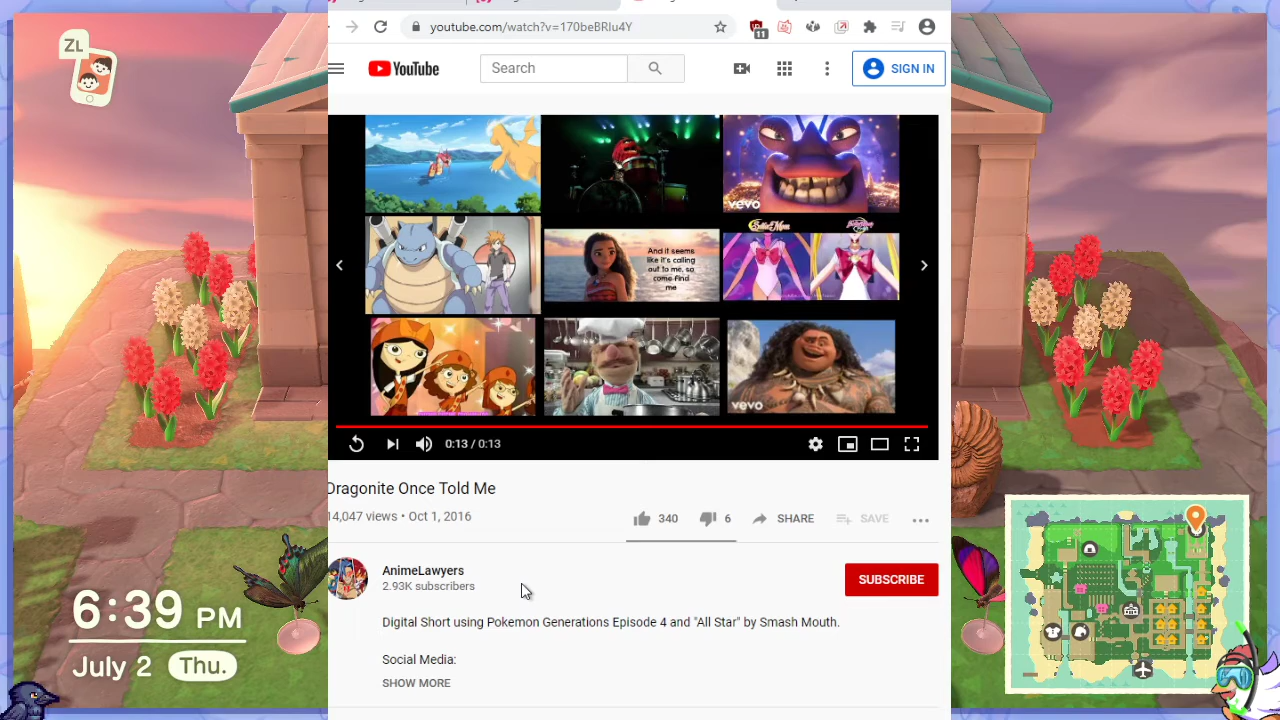 ZL
youtube.com/watch?v=170beBRIu4Y
11
YouTube
Search
SIGN IN
vevo
And it seems
like it's calling
out to me, so
come find
me
vevo
0:13 / 0:13
Dragonite Once Told Me
14,047 views • Oct 1, 2016
340
6
SHARE
SAVE
AnimeLawyers
2.93K subscribers
SUBSCRIBE
Digital Short using Pokemon Generations Episode 4 and "All Star" by Smash Mouth.
Social Media:
SHOW MORE
6:39 PM
July 2 Thu.